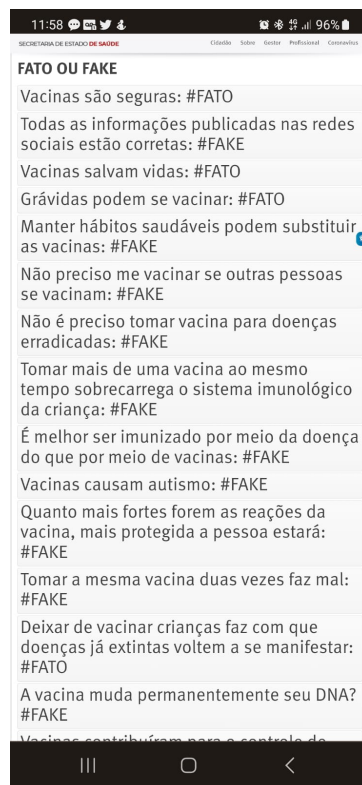 11:58
4G 96%
SECRETARIA DE ESTADO DE SAÚDE Cidadão Sobre Gestor Profissional Coronavírus
FATO OU FAKE
Vacinas são seguras: #FATO
Todas as informações publicadas nas redes
sociais estão corretas: #FAKE
Vacinas salvam vidas: #FATO
Grávidas podem se vacinar: #FATO
Manter hábitos saudáveis podem substituir
as vacinas: #FAKE
Não preciso me vacinar se outras pessoas
se vacinam: #FAKE
Não é preciso tomar vacina para doenças
erradicadas: #FAKE
Tomar mais de uma vacina ao mesmo
tempo sobrecarrega o sistema imunológico
da criança: #FAKE
É melhor ser imunizado por meio da doença
do que por meio de vacinas: #FAKE
Vacinas causam autismo: #FAKE
Quanto mais fortes forem as reações da
vacina, mais protegida a pessoa estará:
#FAKE
Tomar a mesma vacina duas vezes faz mal:
#FAKE
Deixar de vacinar crianças faz com que
doenças já extintas voltem a se manifestar:
#FATO
A vacina muda permanentemente seu DNA?
#FAKE
Vacinas contribuíram para o controle de